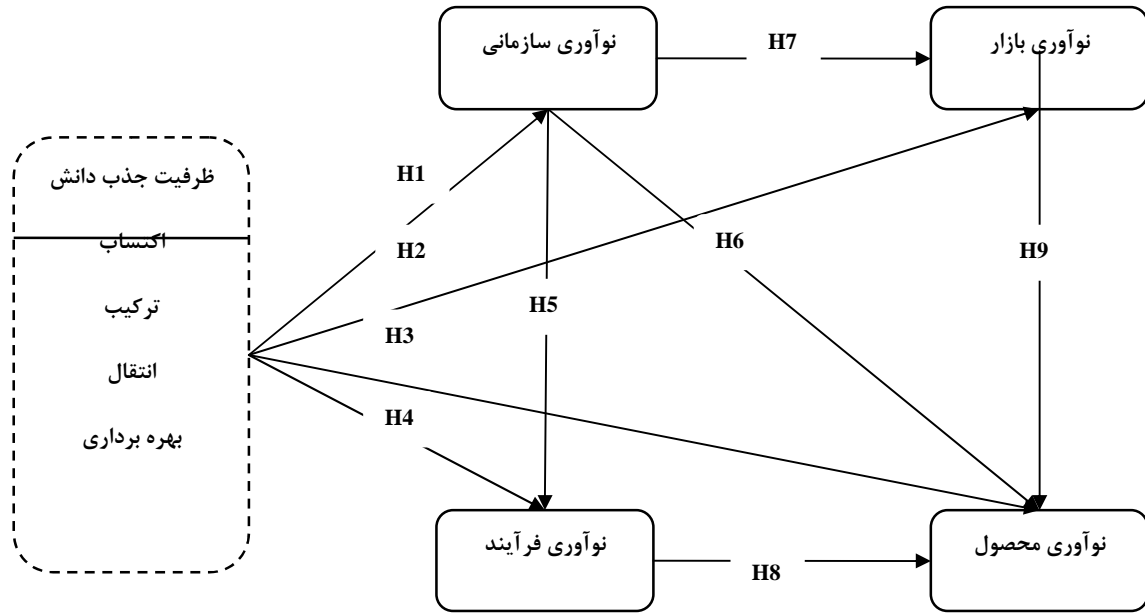 نوآوری سازمانی
H7
نوآوری بازار
ظرفیت جذب دانش
اکتساب
ترکیب
انتقال
بهره برداری
H1
H2
H3
H4
H5
H6
H9
نوآوری فرآیند
H8
نوآوری محصول